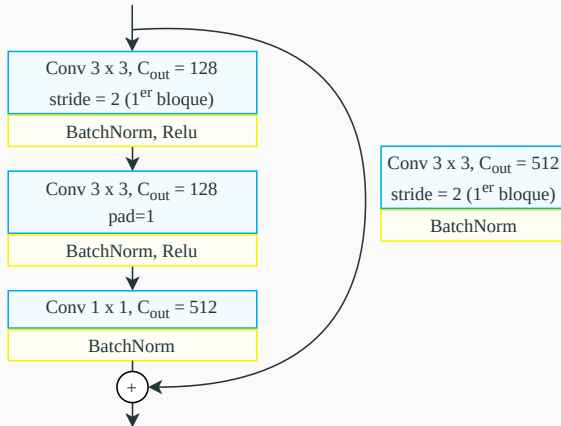 Conv 3 x 3, Cout = 128
stride = 2 (1er bloque)
BatchNorm, Relu
Conv 3 x 3, Cout = 128
pad=1
BatchNorm, Relu
Conv 1 x 1, Cout = 512
BatchNorm
+
Conv 3 x 3, Cout = 512
stride = 2 (1er bloque)
BatchNorm